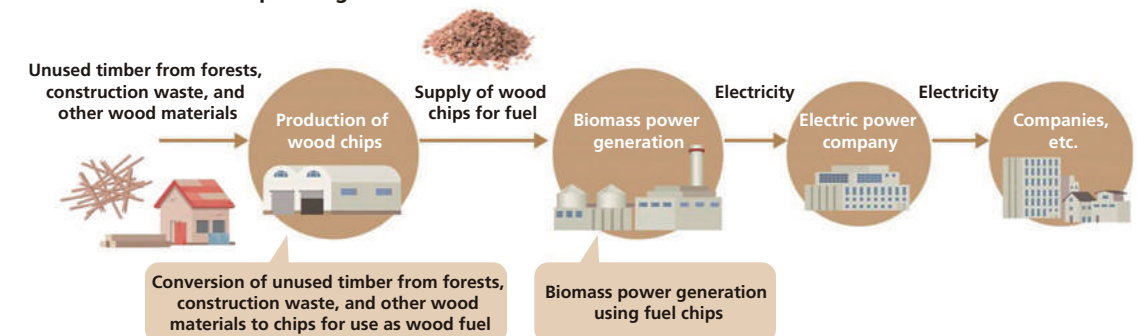 Unused timber from forests,
construction waste, and
other wood materials
Production of
wood chips
Supply of wood
chips for fuel
Biomass power
generation
Electricity
Electric power
company
Electricity
Companies,
etc.
Conversion of unused timber from forests,
construction waste, and other wood
materials to chips for use as wood fuel
Biomass power generation
using fuel chips